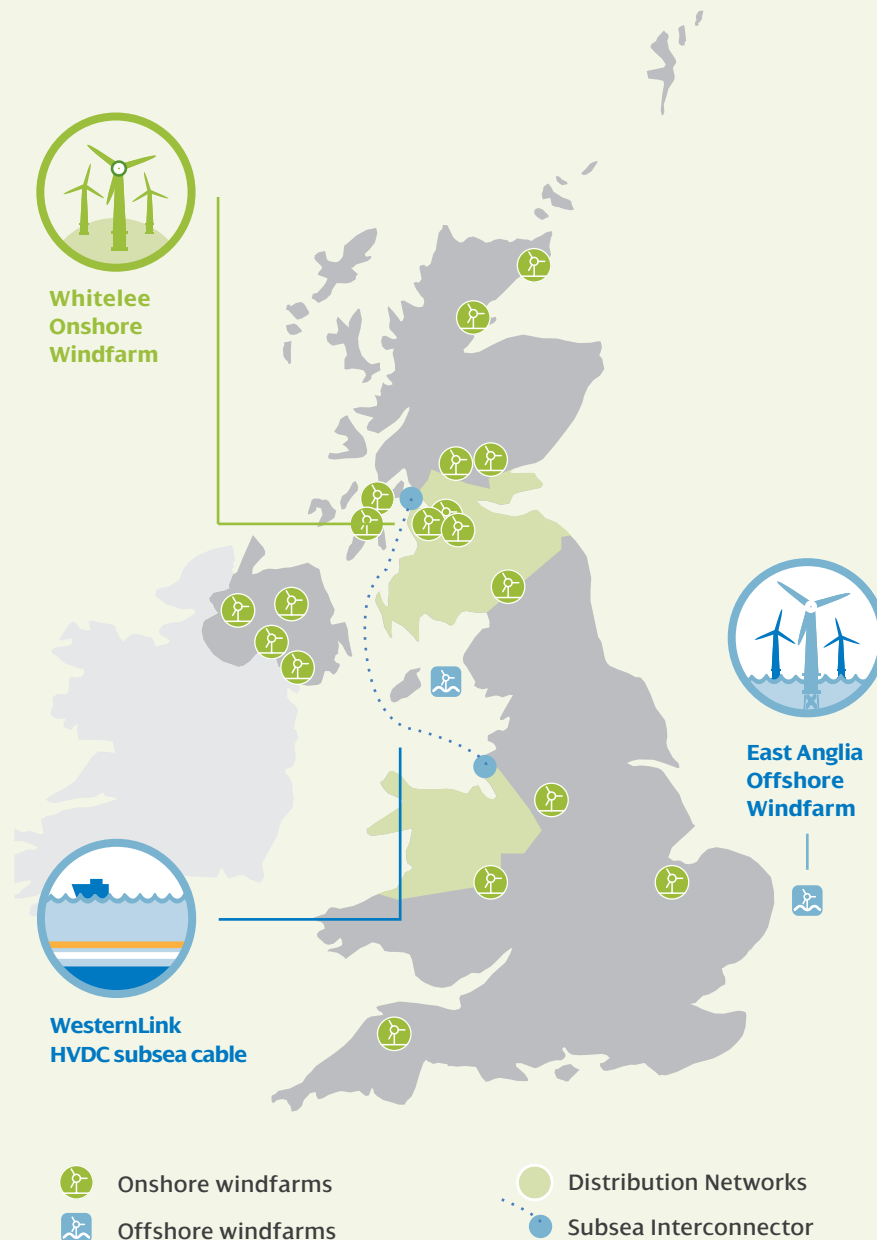 Whitelee
Onshore
Windfarm
East Anglia
Offshore
Windfarm
WesternLink
HVDC subsea cable
Onshore windfarms
Distribution Networks
Offshore windfarms
Subsea Interconnector